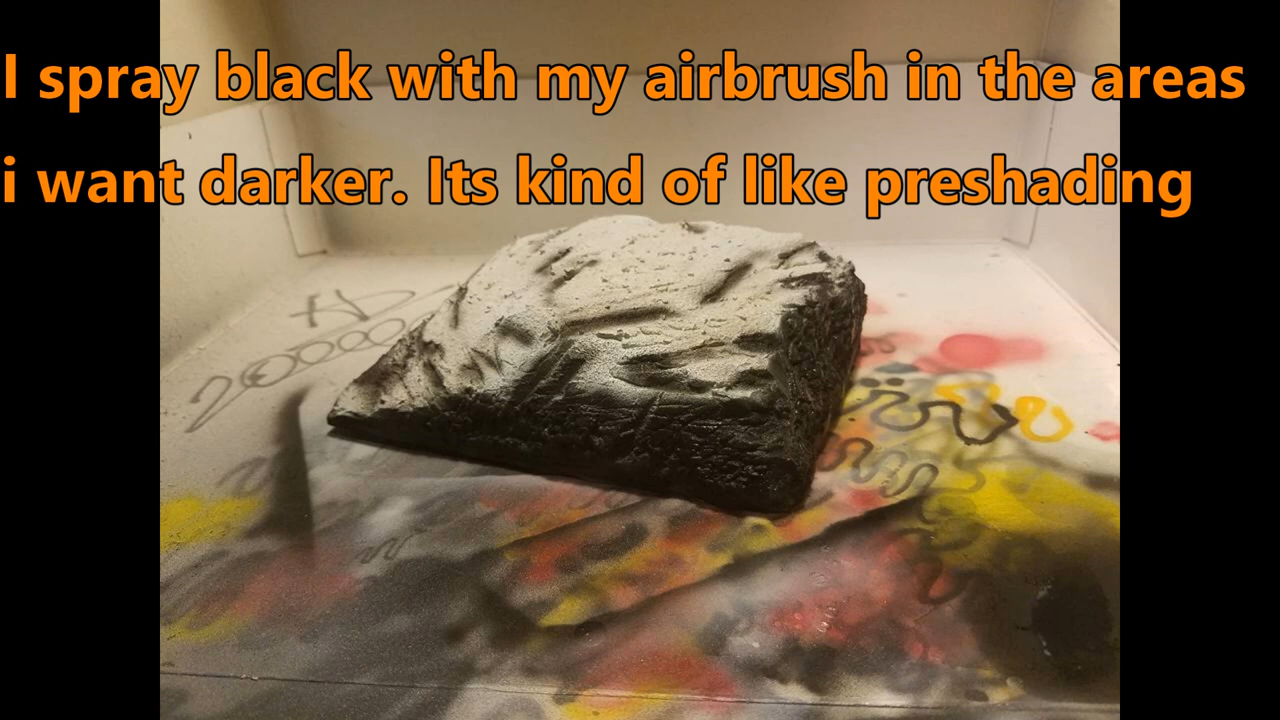 I spray black with my airbrush in the areas
i want darker. Its kind of like preshading